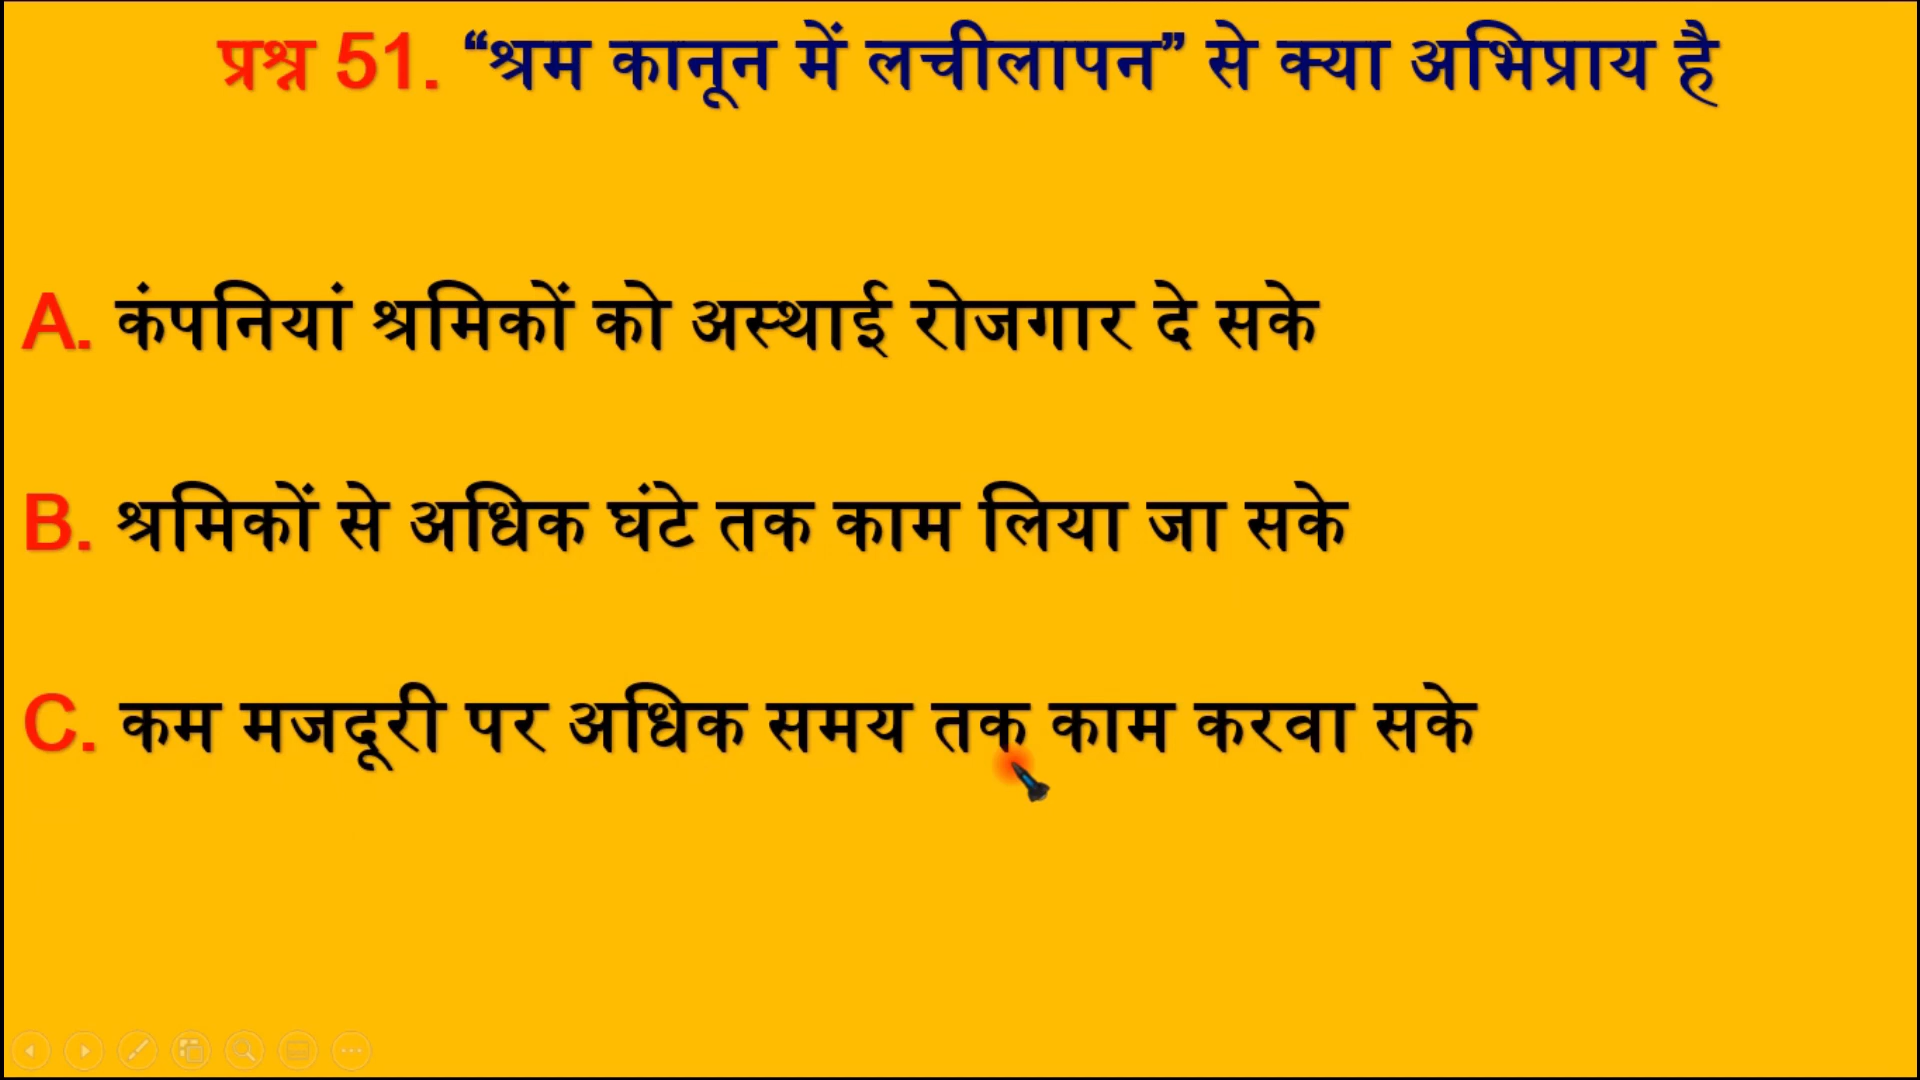 प्रश्न 51. “श्रम कानून में लचीलापन” से क्या अभिप्राय है
A. कंपनियां श्रमिकों को अस्थाई रोजगार दे सके
B. श्रमिकों से अधिक घंटे तक काम लिया जा सके
C. कम मजदूरी पर अधिक समय तक काम करवा सके